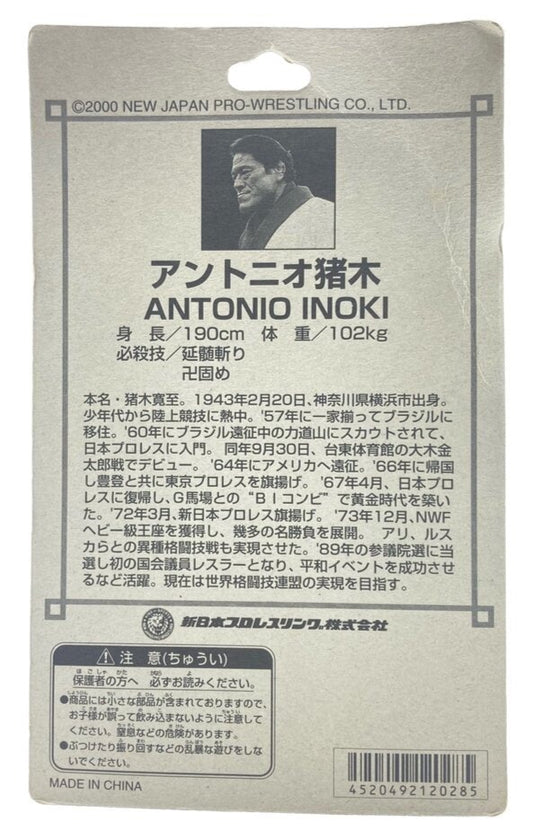 ©2000 NEW JAPAN PRO-WRESTLING CO., LTD.
アントニオ猪木
ANTONIO INOKI
身 長／190cm 体 重／102kg
必殺技／延髄斬り
卍固め
本名・猪木寛至。1943年2月20日、神奈川県横浜市出身。
少年代から陸上競技に熱中。'57年に一家揃ってブラジルに
移住。'60年にブラジル遠征中の力道山にスカウトされて、
日本プロレスに入門。 同年9月30日、台東体育館の大木金
太郎戦でデビュー。'64年にアメリカへ遠征。'66年に帰国
し豊登と共に東京プロレスを旗揚げ。'67年4月、日本プロ
レスに復帰し、G馬場との“BIコンビ”で黄金時代を築い
た。'72年3月、新日本プロレス旗揚げ。'73年12月、NWF
ヘビー級王座を獲得し、幾多の名勝負を展開。 アリ、ルス
カらとの異種格闘技戦も実現させた。'89年の参議院選に当
選し初の国会議員レスラーとなり、平和イベントを成功させ
るなど活躍。現在は世界格闘技連盟の実現を目指す。
新日本プロレスリング株式会社
⚠注 意(ちゅうい)
保護者の方へ 必ずお読みください。
●商品には小さな部品が含まれておりますので、
お子様が誤って飲み込まないように注意して
ください。窒息などの危険があります。
●ぶつけたり振り回すなどの乱暴な遊びをしな
いでください。
MADE IN CHINA
4520492120285